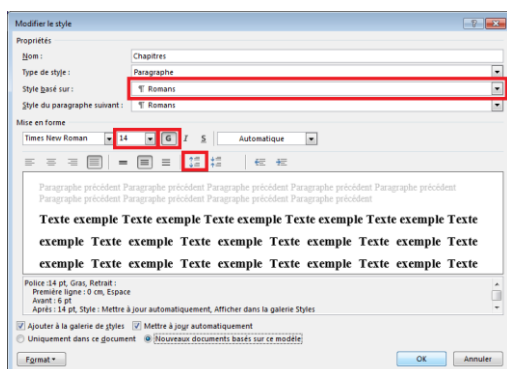 Modifier le style
Propriétés
Nom : Chapitres
Type de style : Paragraphe
Style basé sur : ¶ Romans
Style du paragraphe suivant : ¶ Romans
Mise en forme
Times New Roman 14 G I S Automatique
Paragraphe précédent Paragraphe précédent Paragraphe précédent Paragraphe précédent Paragraphe précédent
Paragraphe précédent Paragraphe précédent Paragraphe précédent Paragraphe précédent
Texte exemple Texte exemple Texte exemple Texte exemple Texte exemple Texte
exemple Texte exemple Texte exemple Texte exemple Texte exemple Texte
exemple Texte exemple Texte exemple Texte exemple Texte exemple Texte
Police :14 pt, Gras, Retrait :
Première ligne : 0 cm, Espace
Avant : 6 pt
Après : 14 pt, Style : Mettre à jour automatiquement, Afficher dans la galerie Styles
Ajouter à la galerie de styles Mettre à jour automatiquement
Uniquement dans ce document Nouveaux documents basés sur ce modèle
Format OK Annuler